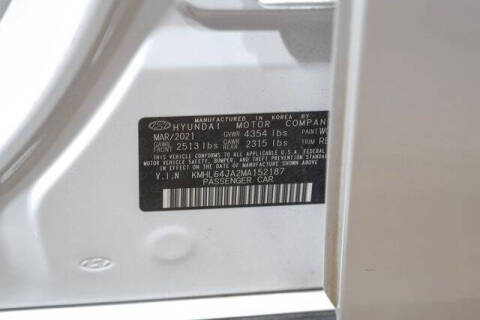 MANUFACTURED IN KOREA BY
HYUNDAI MOTOR COMPANY
MAR/2021 GVWR 4354 lbs PAINT
GAWR FRONT 2513 lbs GAWR REAR 2315 lbs TRIM
THIS VEHICLE CONFORMS TO ALL APPLICABLE U.S.A. FEDERAL
MOTOR VEHICLE SAFETY, BUMPER, AND THEFT PREVENTION STANDARDS
IN EFFECT ON THE DATE OF MANUFACTURE SHOWN ABOVE.
V.I.N KMHL64JA2MA152187
PASSENGER CAR